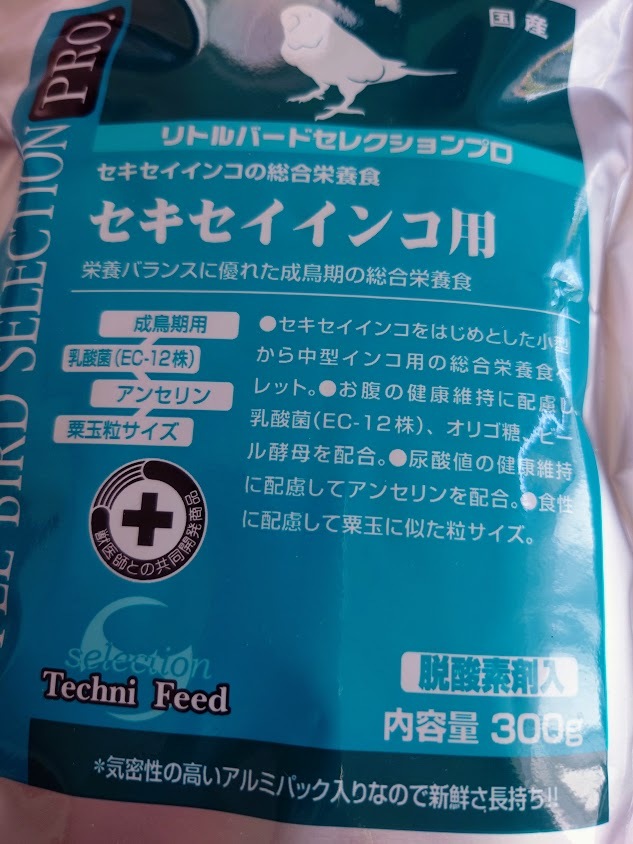 国産
PRO.
BIRD SELECTION
リトルバードセレクションプロ
セキセイインコの総合栄養食
セキセイインコ用
栄養バランスに優れた成鳥期の総合栄養食
成鳥期用
乳酸菌(EC-12株)
アンセリン
粟玉粒サイズ
●セキセイインコをはじめとした小型
から中型インコ用の総合栄養食ペ
レット。●お腹の健康維持に配慮し、
乳酸菌(EC-12株)、オリゴ糖、ビー
ル酵母を配合。●尿酸値の健康維持
に配慮してアンセリンを配合。●食性
に配慮して粟玉に似た粒サイズ。
獣医師との共同開発商品
selection
Techni Feed
脱酸素剤入
内容量 300g
*気密性の高いアルミパック入りなので新鮮さ長持ち!!